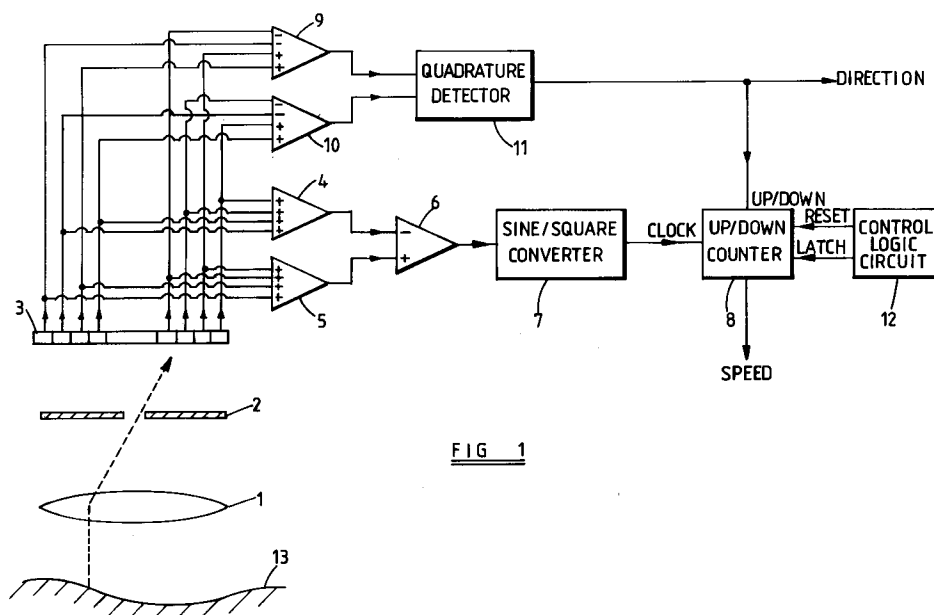 9
QUADRATURE
DETECTOR
DIRECTION
11
10
4
6
UP/DOWN
SINE/SQUARE
CONVERTER
CLOCK
UP/DOWN
COUNTER
RESET
LATCH
CONTROL
LOGIC
CIRCUIT
3
5
7
8
12
SPEED
2
FIG 1
1
13
- - + +
- - + +
+ + + +
+ + + +
- +